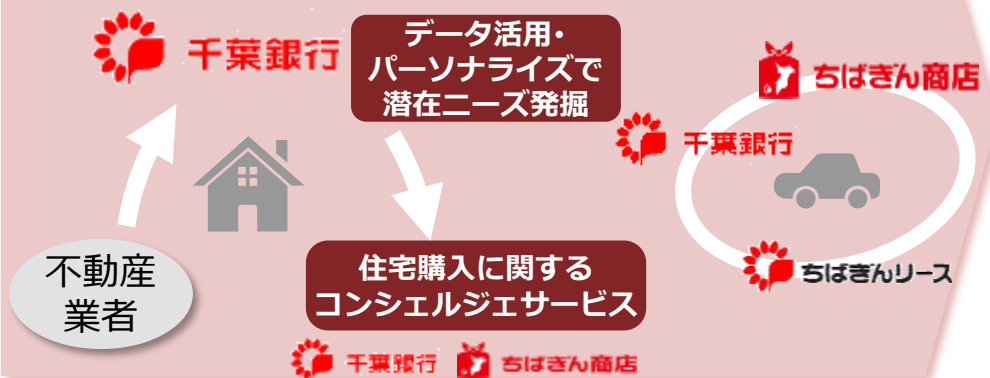 千葉銀行
データ活用・
パーソナライズで
潜在ニーズ発掘
ちばぎん商店
千葉銀行
ちばぎんリース
不動産
業者
住宅購入に関する
コンシェルジェサービス
千葉銀行
ちばぎん商店